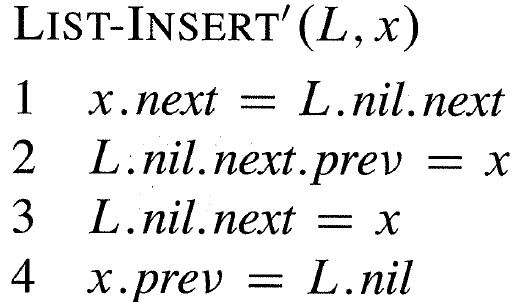 LIST-INSERT′(L, x)
1 x.next = L.nil.next
2 L.nil.next.prev = x
3 L.nil.next = x
4 x.prev = L.nil